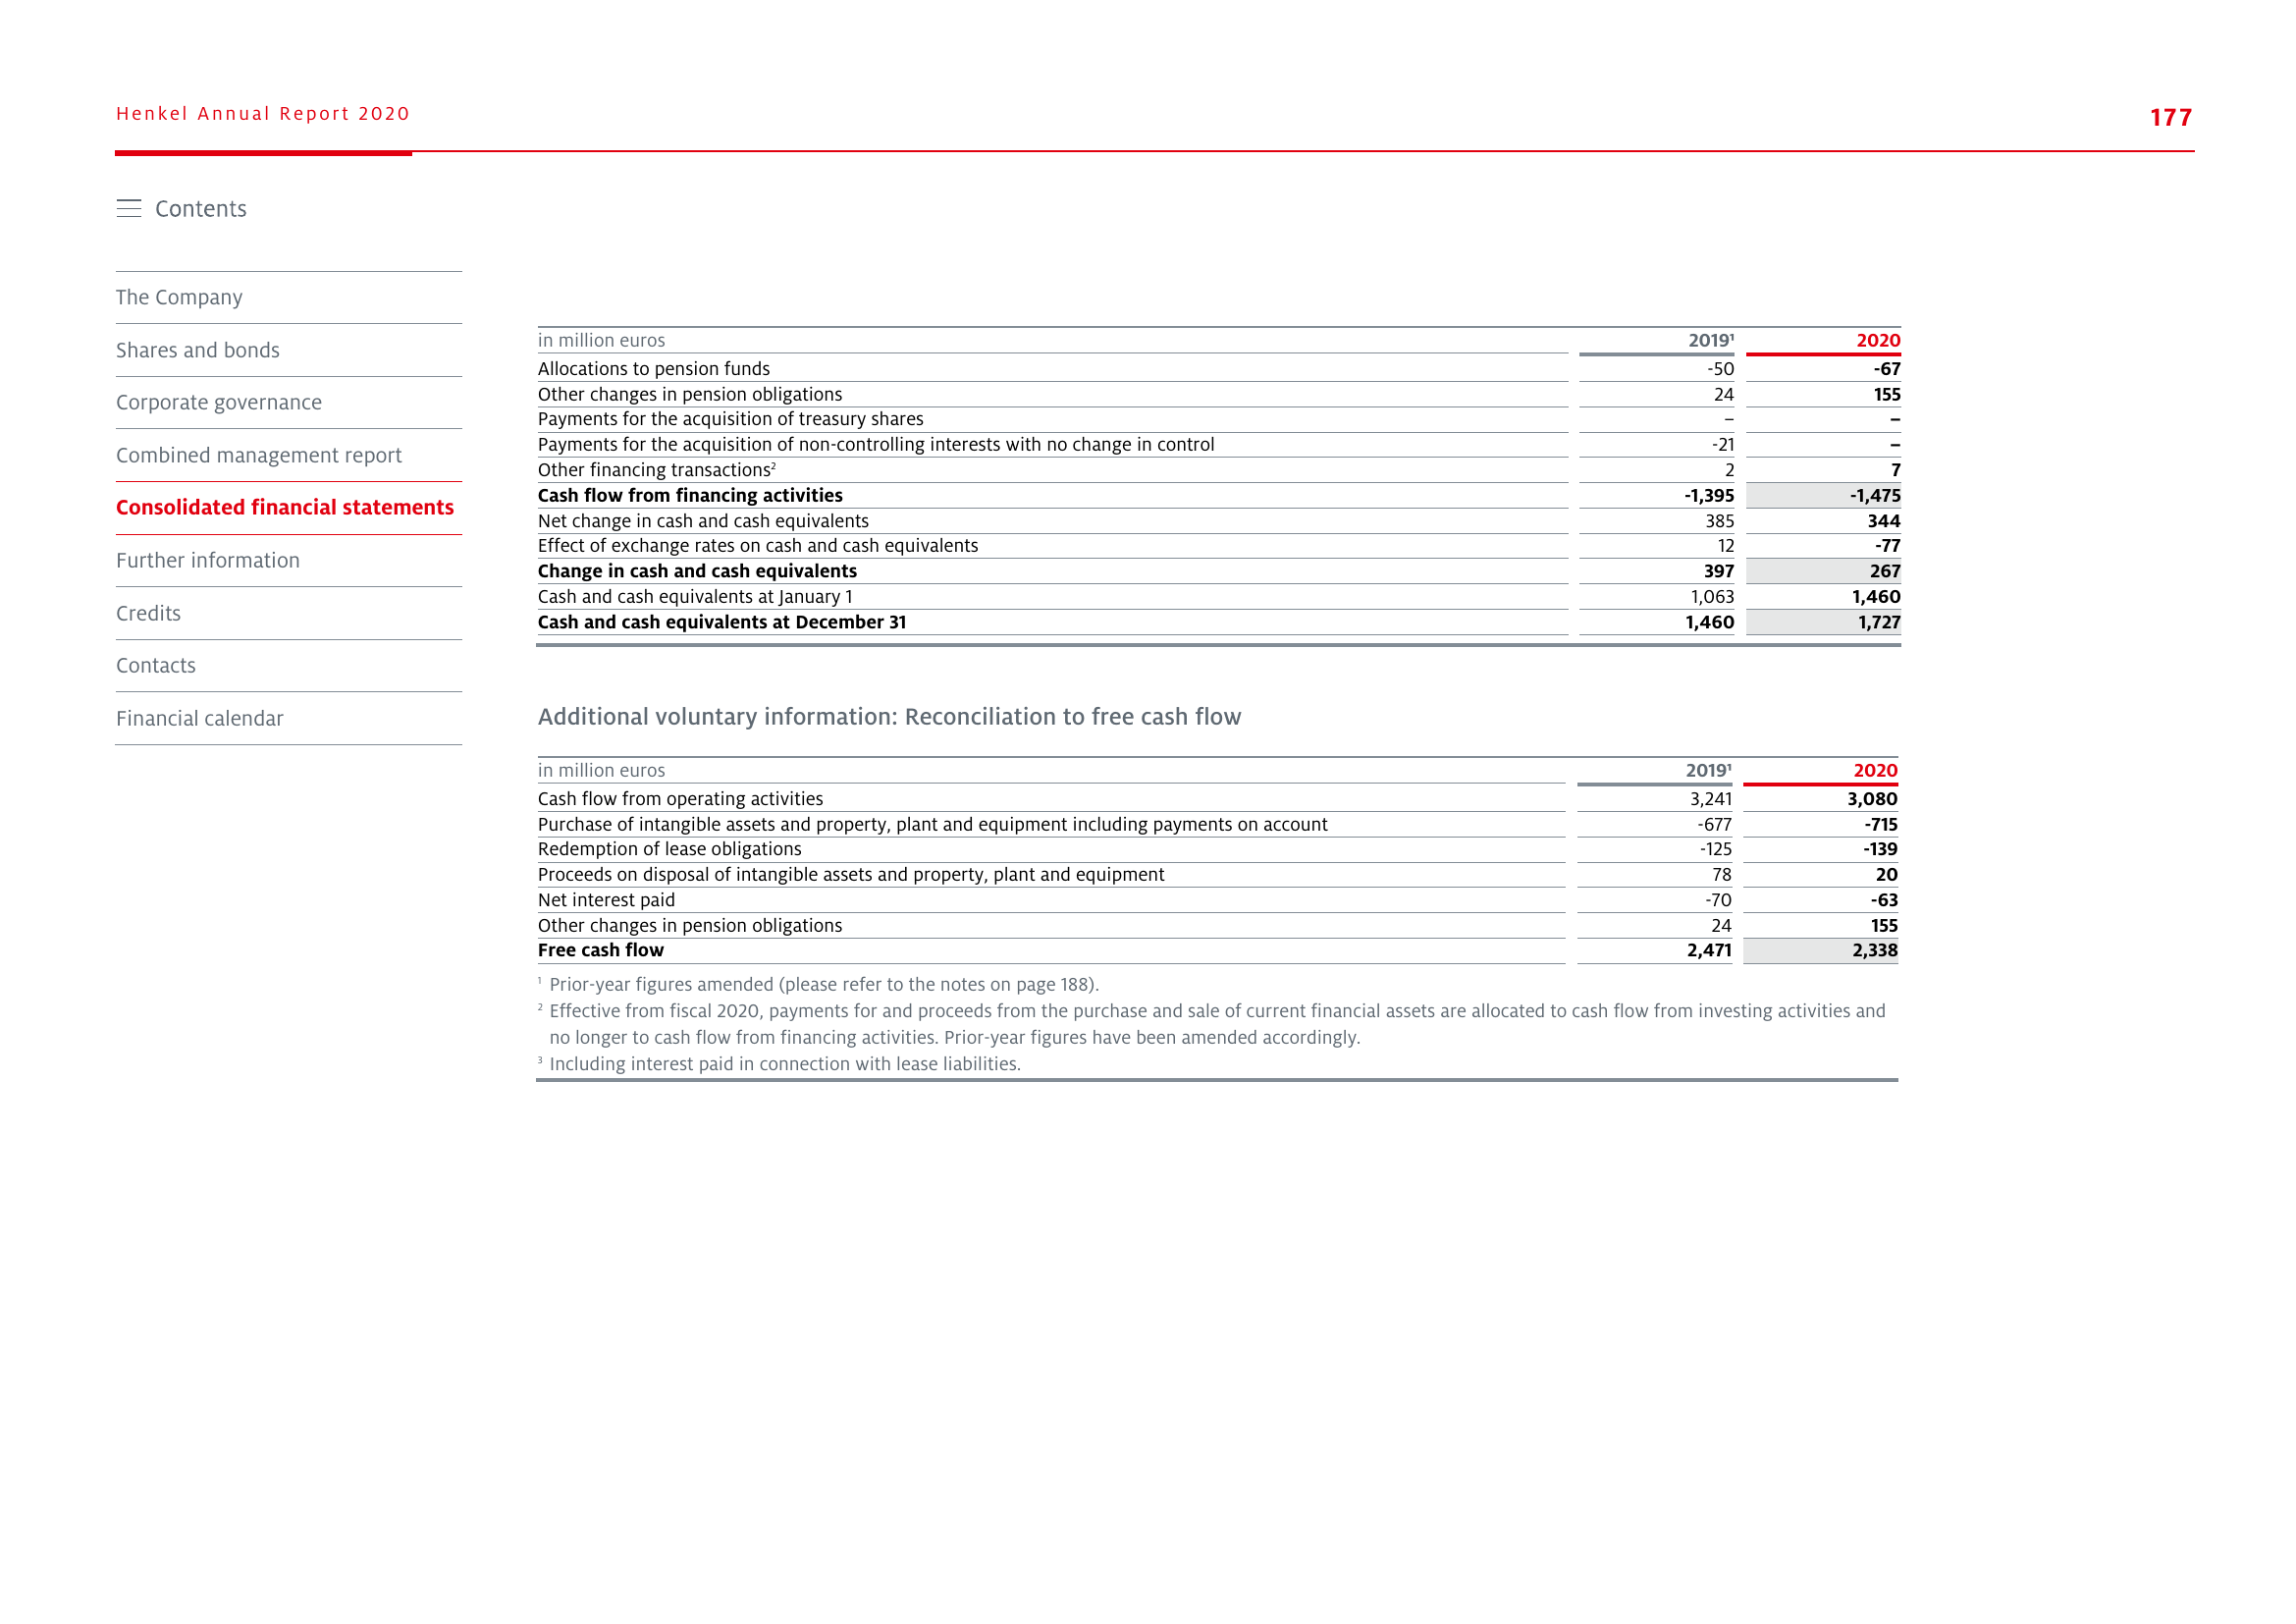 Henkel Annual Report 2020
177
Contents
The Company
Shares and bonds
Corporate governance
Combined management report
Consolidated financial statements
Further information
Credits
Contacts
Financial calendar
in million euros 2019¹ 2020
Allocations to pension funds -50 -67
Other changes in pension obligations 24 155
Payments for the acquisition of treasury shares – –
Payments for the acquisition of non-controlling interests with no change in control -21 –
Other financing transactions² 2 7
Cash flow from financing activities -1,395 -1,475
Net change in cash and cash equivalents 385 344
Effect of exchange rates on cash and cash equivalents 12 -77
Change in cash and cash equivalents 397 267
Cash and cash equivalents at January 1 1,063 1,460
Cash and cash equivalents at December 31 1,460 1,727
Additional voluntary information: Reconciliation to free cash flow
in million euros 2019¹ 2020
Cash flow from operating activities 3,241 3,080
Purchase of intangible assets and property, plant and equipment including payments on account -677 -715
Redemption of lease obligations -125 -139
Proceeds on disposal of intangible assets and property, plant and equipment 78 20
Net interest paid -70 -63
Other changes in pension obligations 24 155
Free cash flow 2,471 2,338
¹ Prior-year figures amended (please refer to the notes on page 188).
² Effective from fiscal 2020, payments for and proceeds from the purchase and sale of current financial assets are allocated to cash flow from investing activities and
no longer to cash flow from financing activities. Prior-year figures have been amended accordingly.
³ Including interest paid in connection with lease liabilities.